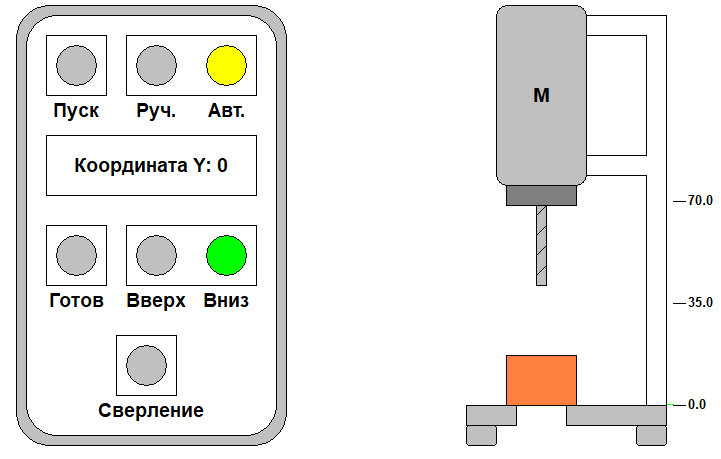 Пуск Руч. Авт.
Координата Y: 0
Готов Вверх Вниз
Сверление
M
70.0
35.0
0.0